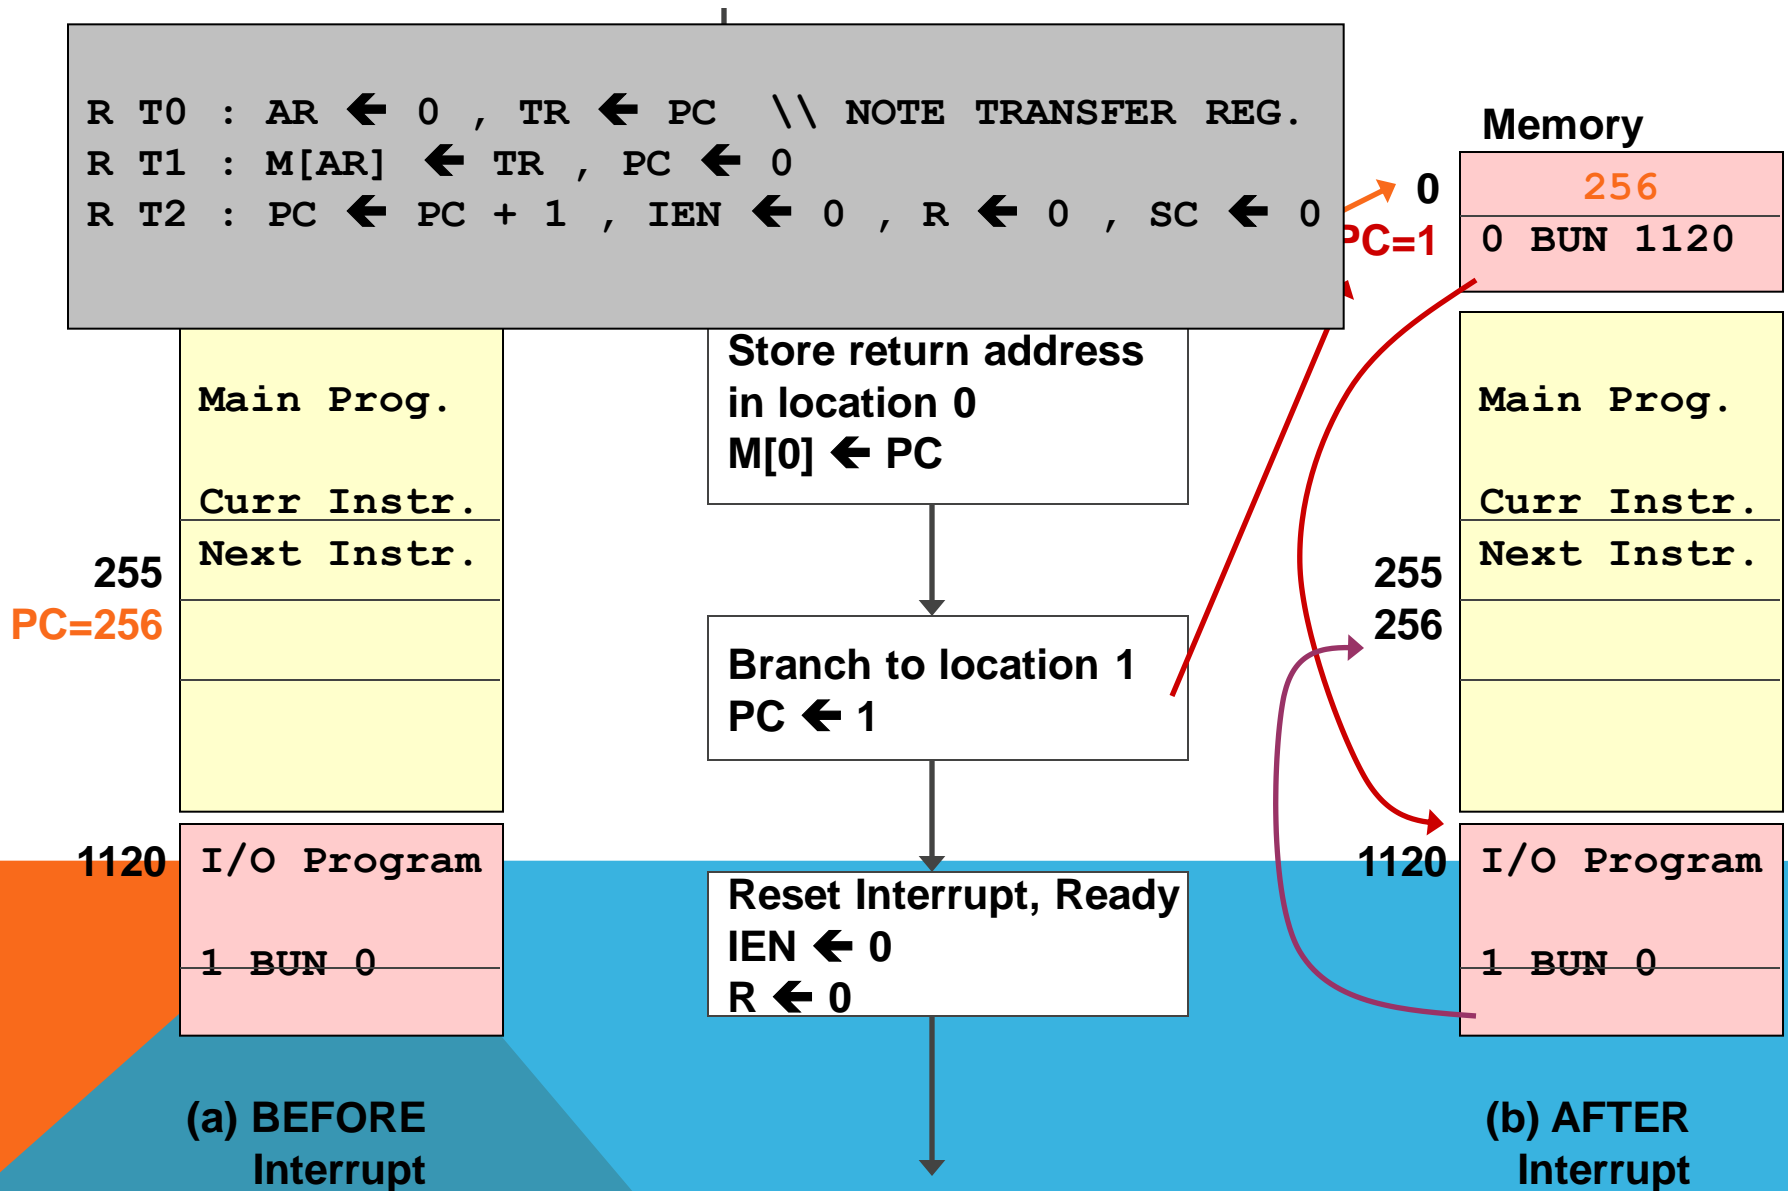 R T0 : AR 🡸 0 , TR 🡸 PC \\ NOTE TRANSFER REG.
R T1 : M[AR] 🡸 TR , PC 🡸 0
R T2 : PC 🡸 PC + 1 , IEN 🡸 0 , R 🡸 0 , SC 🡸 0
Main Prog.
Curr Instr.
Next Instr.
255
PC=256
1120
I/O Program
1 BUN 0
(a) BEFORE
Interrupt
Store return address
in location 0
M[0] 🡸 PC
Branch to location 1
PC 🡸 1
Reset Interrupt, Ready
IEN 🡸 0
R 🡸 0
Memory
0
256
PC=1
0 BUN 1120
Main Prog.
Curr Instr.
Next Instr.
255
256
1120
I/O Program
1 BUN 0
(b) AFTER
Interrupt